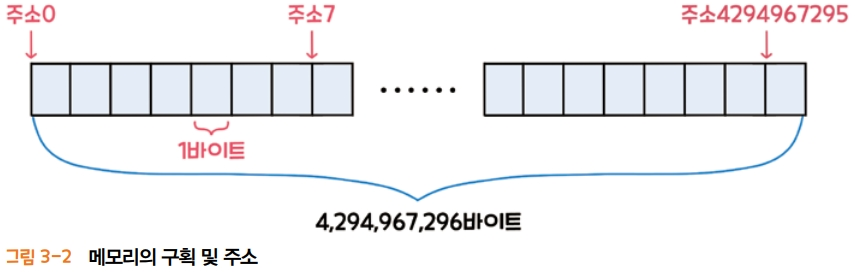 주소0 주소7 주소4294967295
······
1바이트
4,294,967,296바이트
그림 3-2 메모리의 구획 및 주소